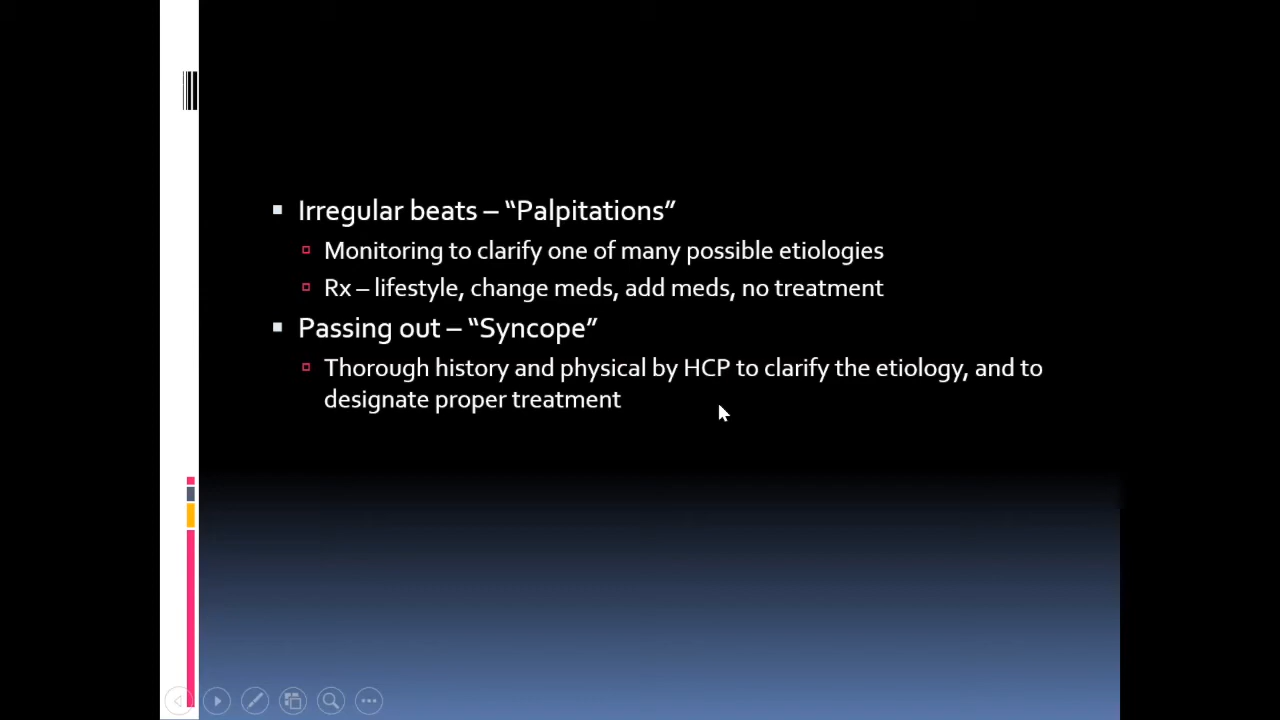 Irregular beats – “Palpitations”
Monitoring to clarify one of many possible etiologies
Rx – lifestyle, change meds, add meds, no treatment
Passing out – “Syncope”
Thorough history and physical by HCP to clarify the etiology, and to
designate proper treatment